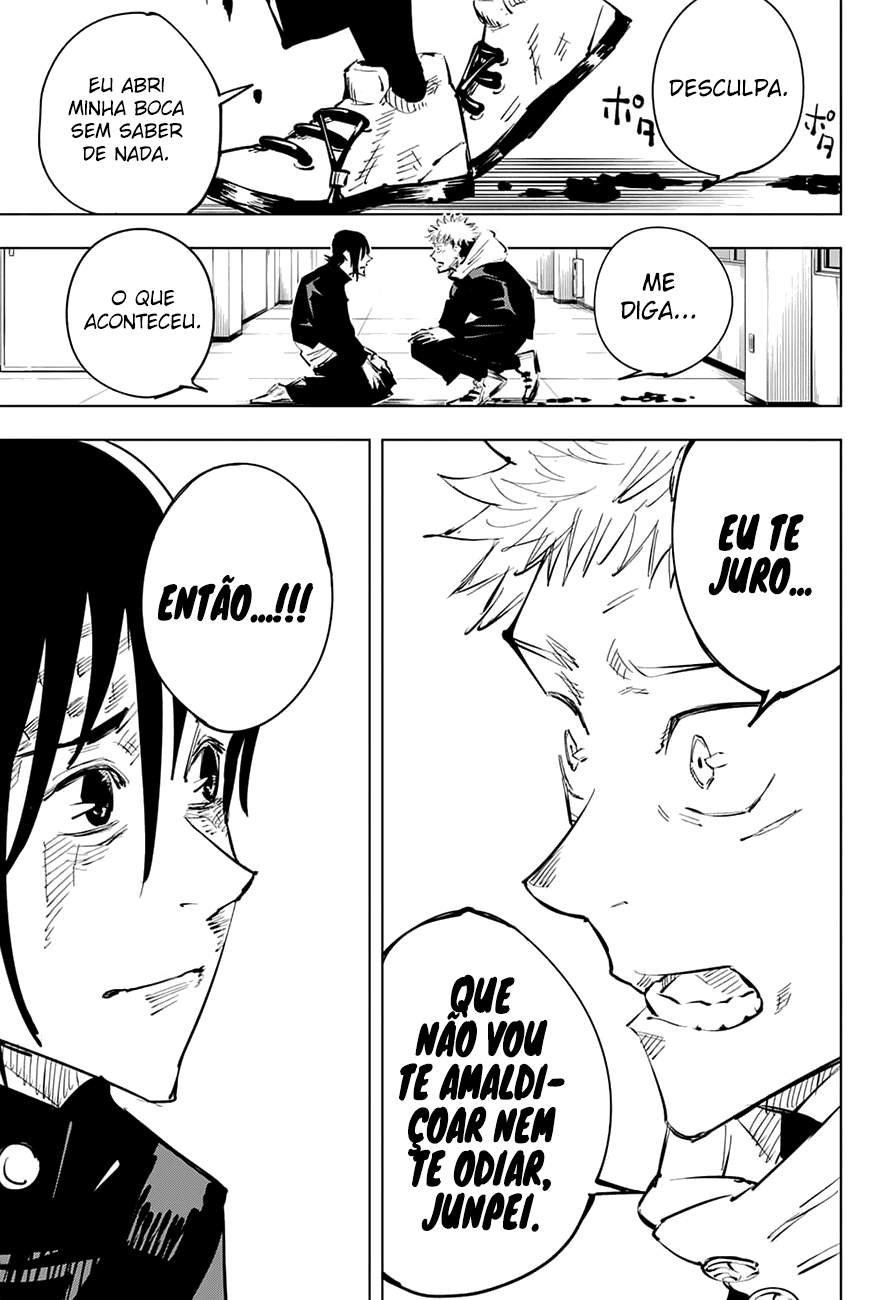 DESCULPA.
ポタ
ポタ
EU ABRI
MINHA BOCA
SEM SABER
DE NADA.
ME
DIGA...
O QUE
ACONTECEU.
EU TE
JURO...
QUE
NÃO VOU
TE AMALDI-
ÇOAR NEM
TE ODIAR,
JUNPEI.
ENTÃO...!!!